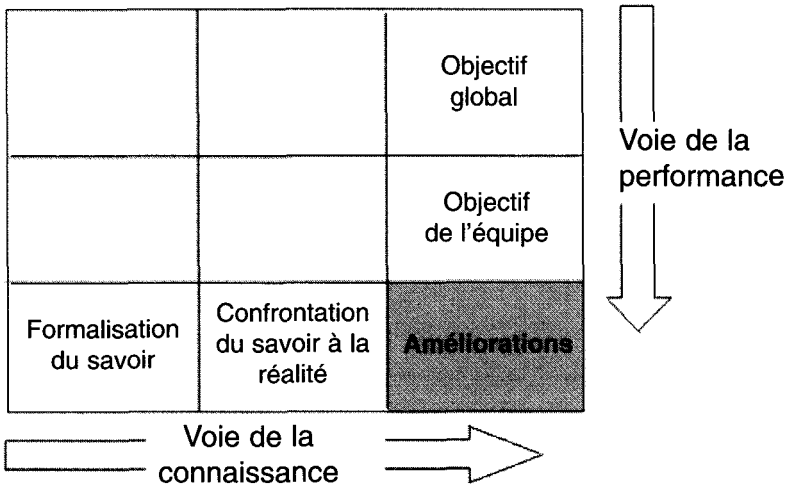 Objectif
global
Voie de la
performance
Objectif
de l'équipe
Formalisation
du savoir
Confrontation
du savoir à la
réalité
Améliorations
Voie de la
connaissance